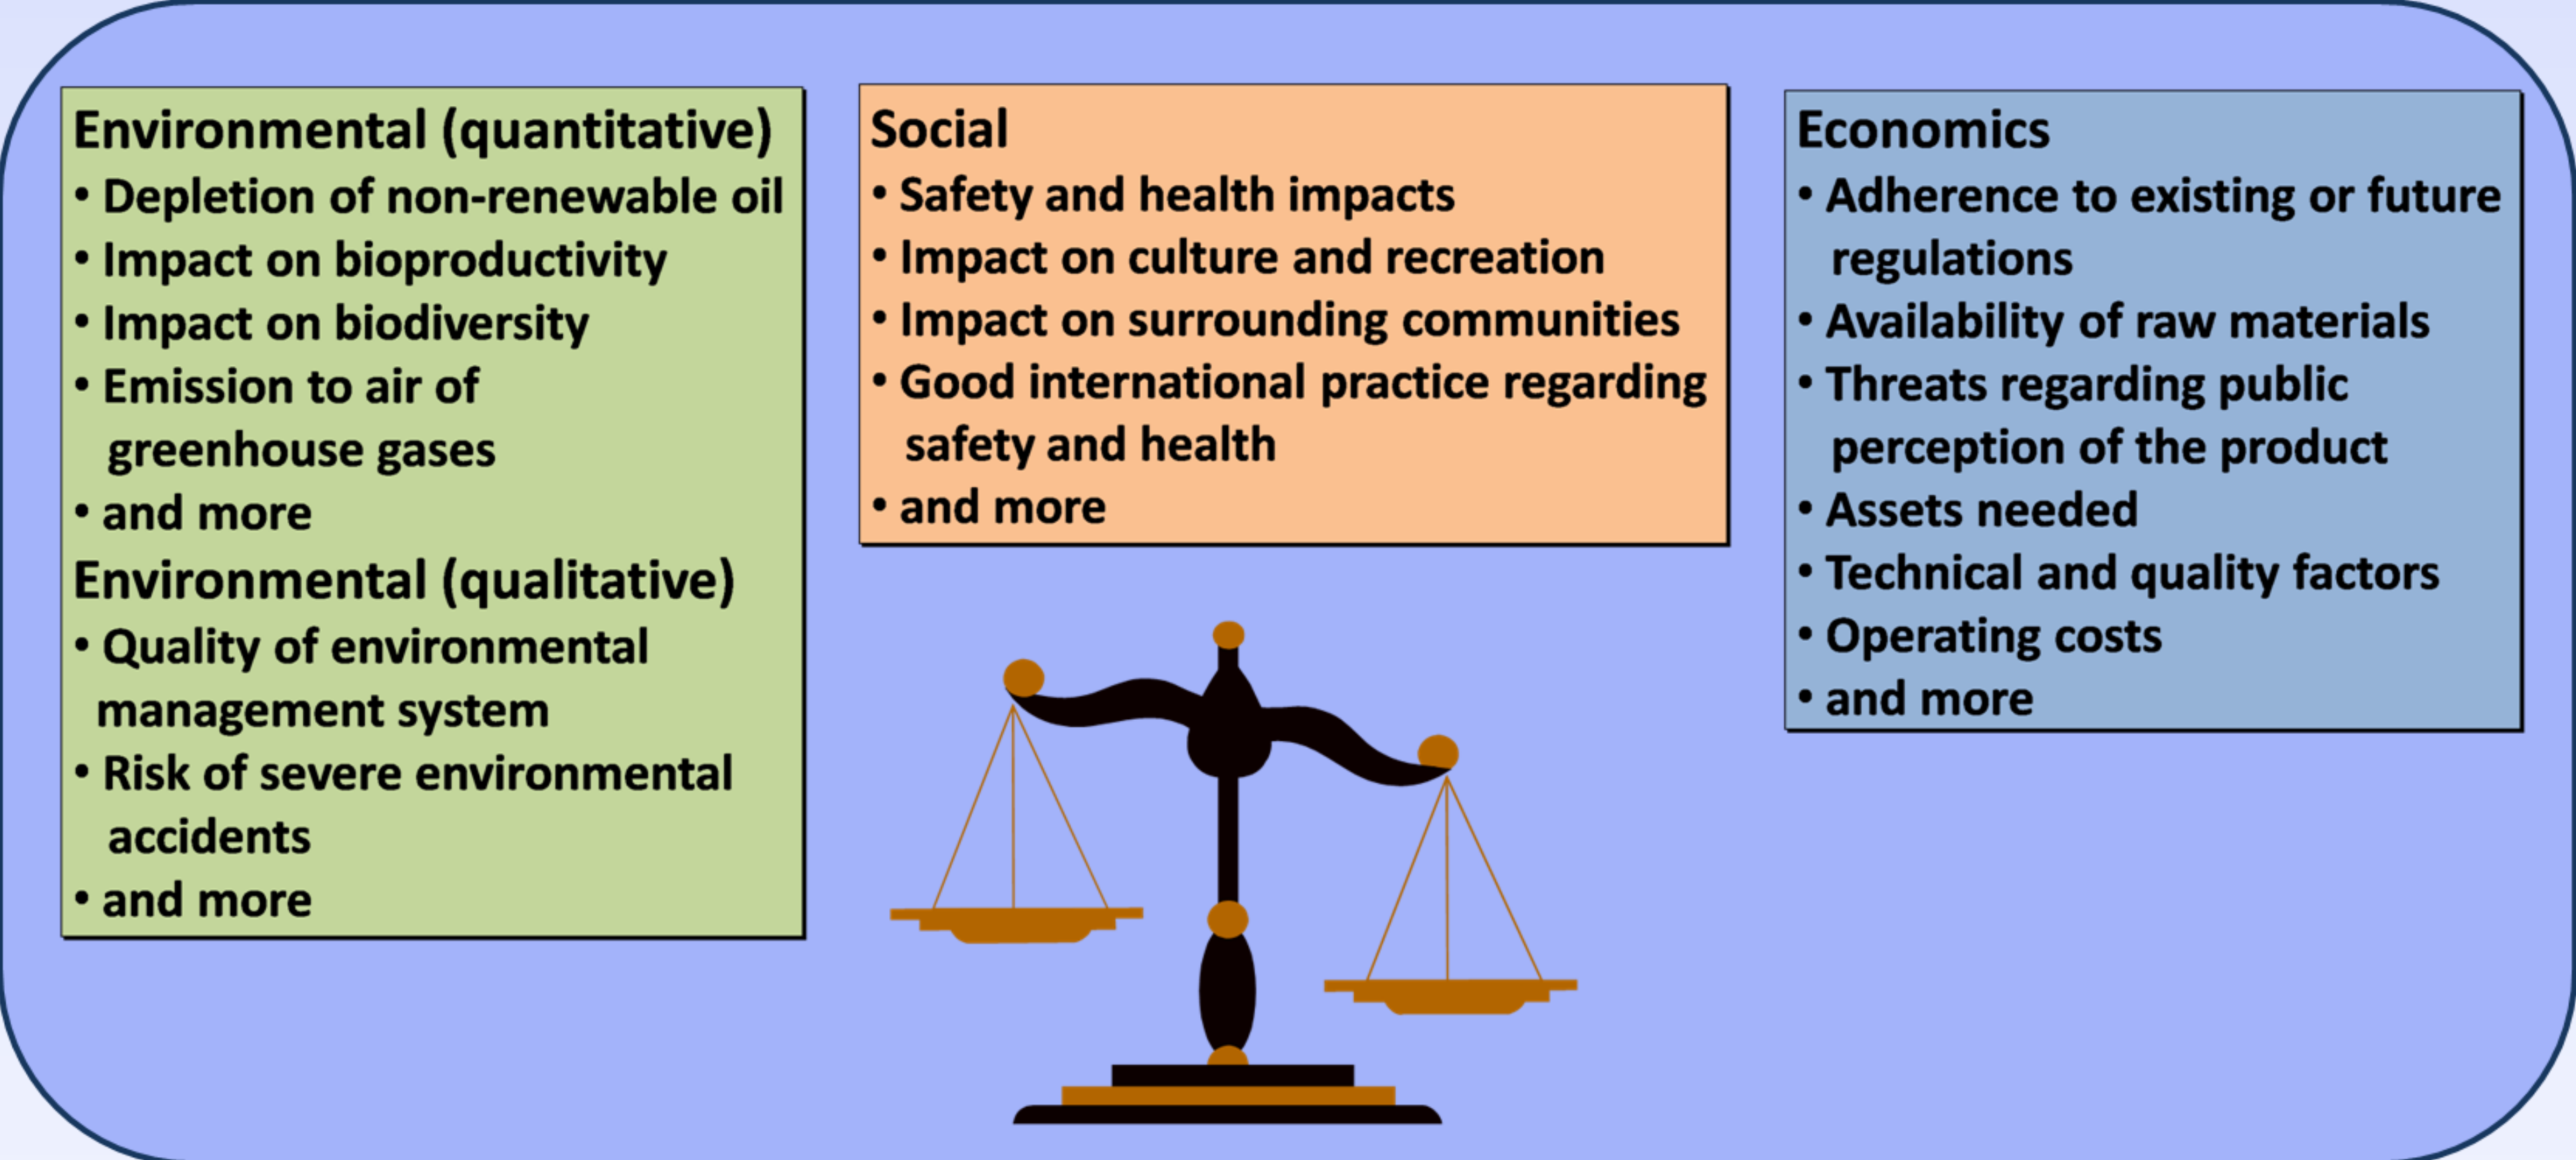 Environmental (quantitative)
• Depletion of non-renewable oil
• Impact on bioproductivity
• Impact on biodiversity
• Emission to air of
greenhouse gases
• and more
Environmental (qualitative)
• Quality of environmental
management system
• Risk of severe environmental
accidents
• and more
Social
• Safety and health impacts
• Impact on culture and recreation
• Impact on surrounding communities
• Good international practice regarding
safety and health
• and more
Economics
• Adherence to existing or future
regulations
• Availability of raw materials
• Threats regarding public
perception of the product
• Assets needed
• Technical and quality factors
• Operating costs
• and more